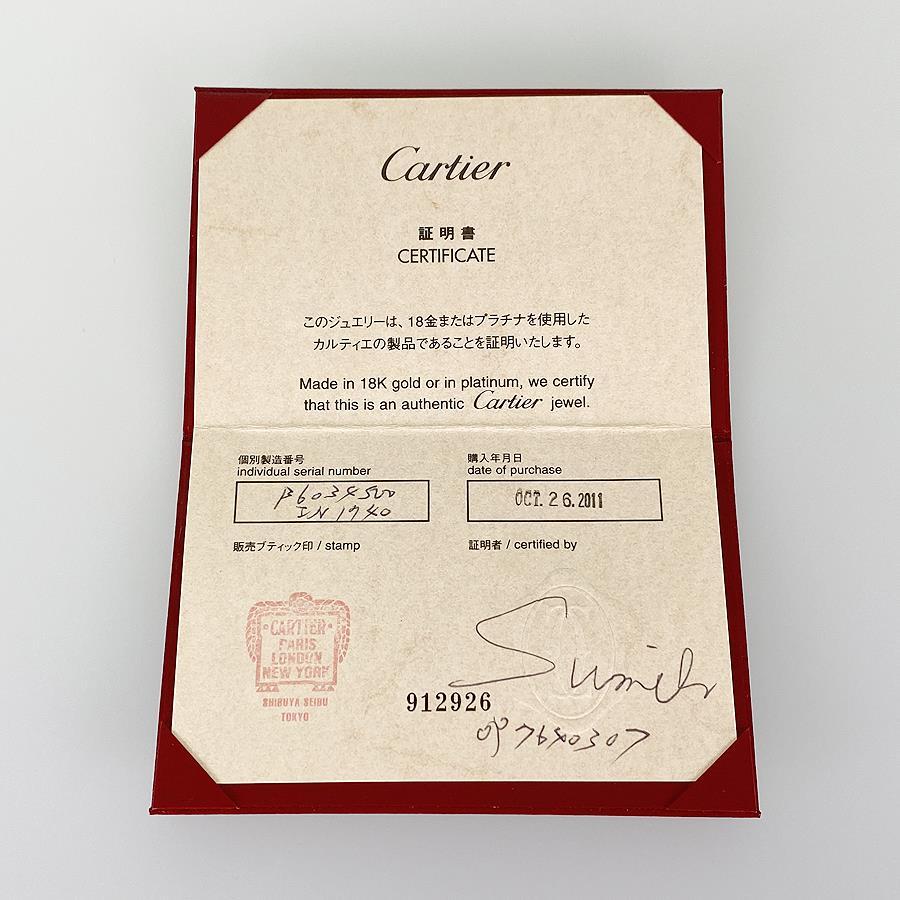 Cartier
証明書
CERTIFICATE
このジュエリーは、18金またはプラチナを使用した
カルティエの製品であることを証明いたします。
Made in 18K gold or in platinum, we certify
that this is an authentic Cartier jewel.
個別製造番号
individual serial number
B6034500
IN 1740
購入年月日
date of purchase
OCT. 26. 2011
販売ブティック印 / stamp
証明者 / certified by
CARTIER
PARIS
LONDON
NEW YORK
SHIBUYA SEIBU
TOKYO
912926
7640307